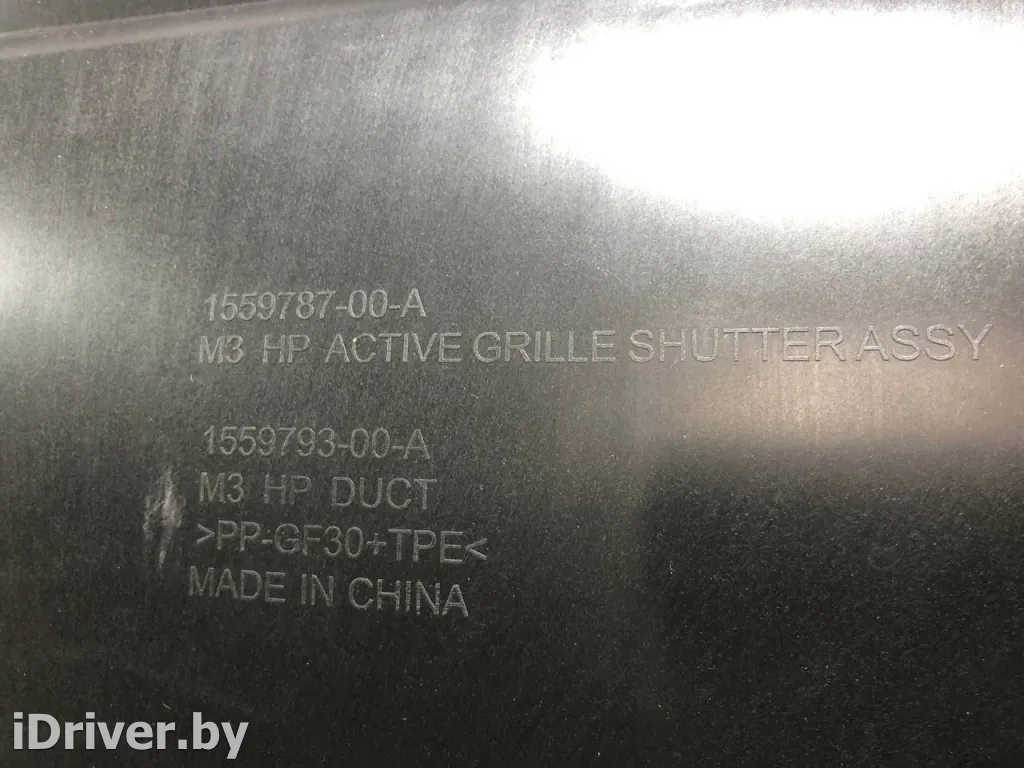 1559787-00-A
M3 HP ACTIVE GRILLE SHUTTER ASSY
1559793-00-A
M3 HP DUCT
>PP-GF30+TPE<
MADE IN CHINA
iDriver.by